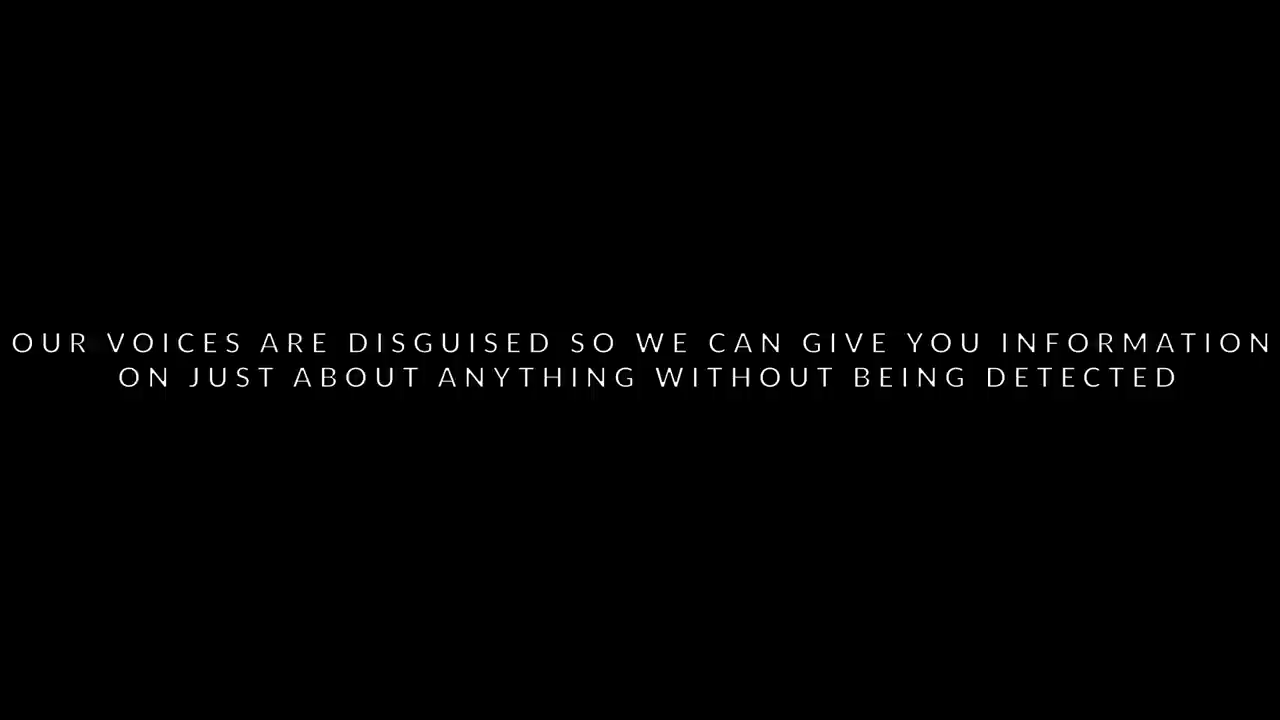 OUR VOICES ARE DISGUISED SO WE CAN GIVE YOU INFORMATION
ON JUST ABOUT ANYTHING WITHOUT BEING DETECTED